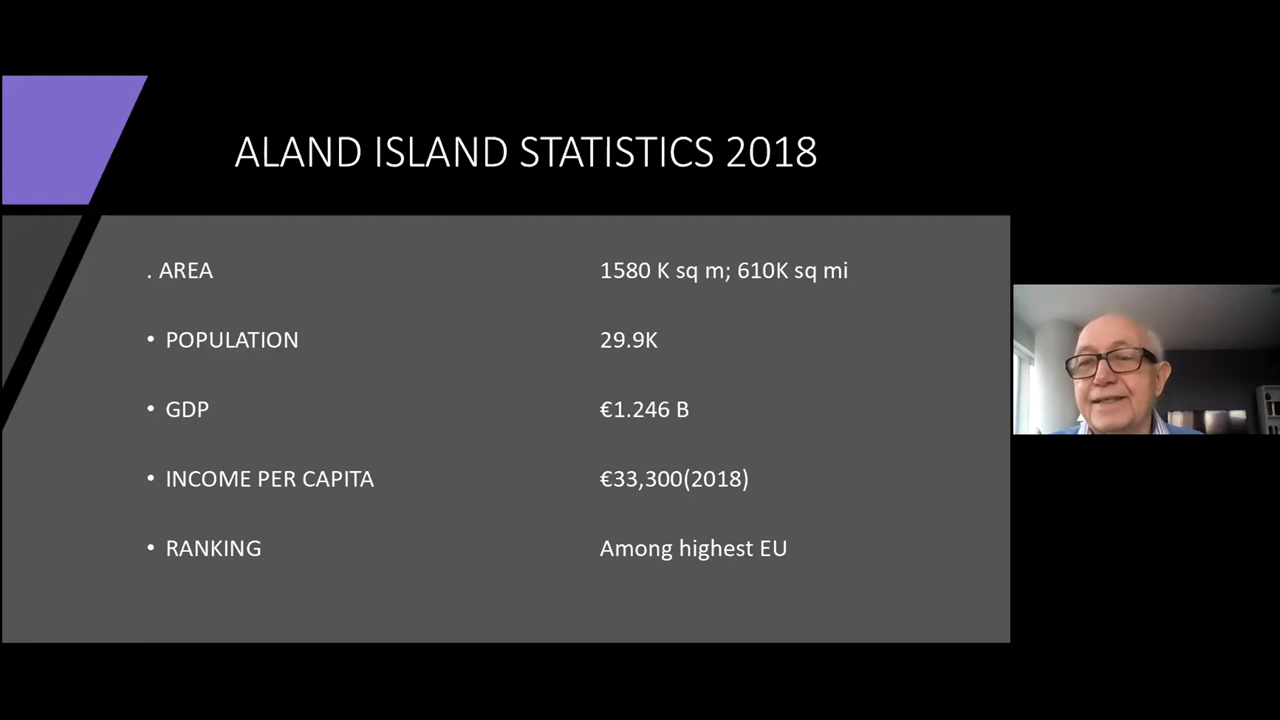 ALAND ISLAND STATISTICS 2018
. AREA 1580 K sq m; 610K sq mi
• POPULATION 29.9K
• GDP €1.246 B
• INCOME PER CAPITA €33,300(2018)
• RANKING Among highest EU